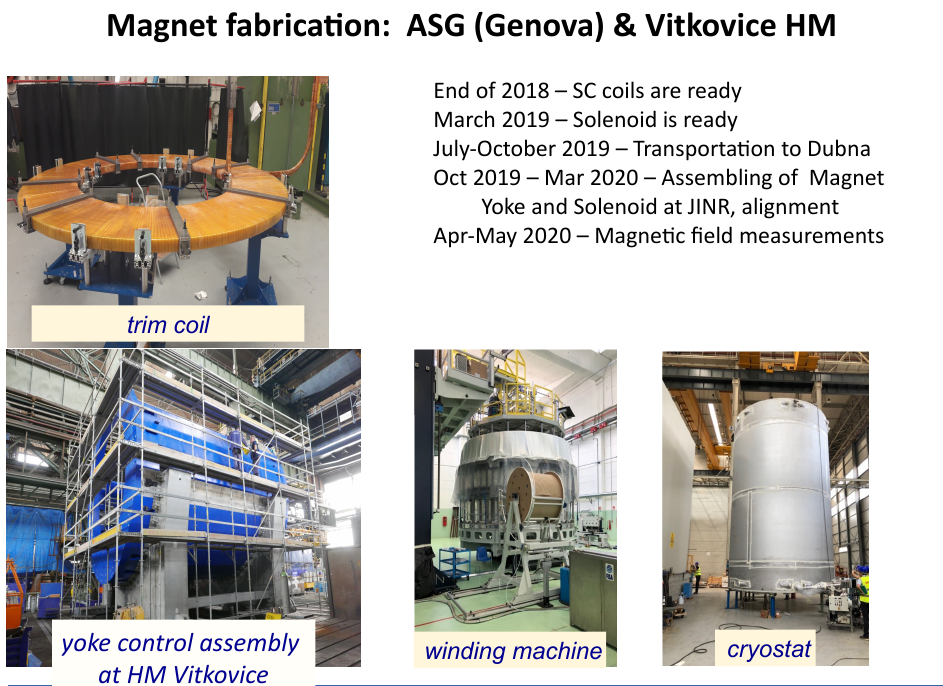 Magnet fabrication: ASG (Genova) & Vitkovice HM
End of 2018 – SC coils are ready
March 2019 – Solenoid is ready
July-October 2019 – Transportation to Dubna
Oct 2019 – Mar 2020 – Assembling of Magnet
Yoke and Solenoid at JINR, alignment
Apr-May 2020 – Magnetic field measurements
trim coil
yoke control assembly
at HM Vitkovice
winding machine
cryostat